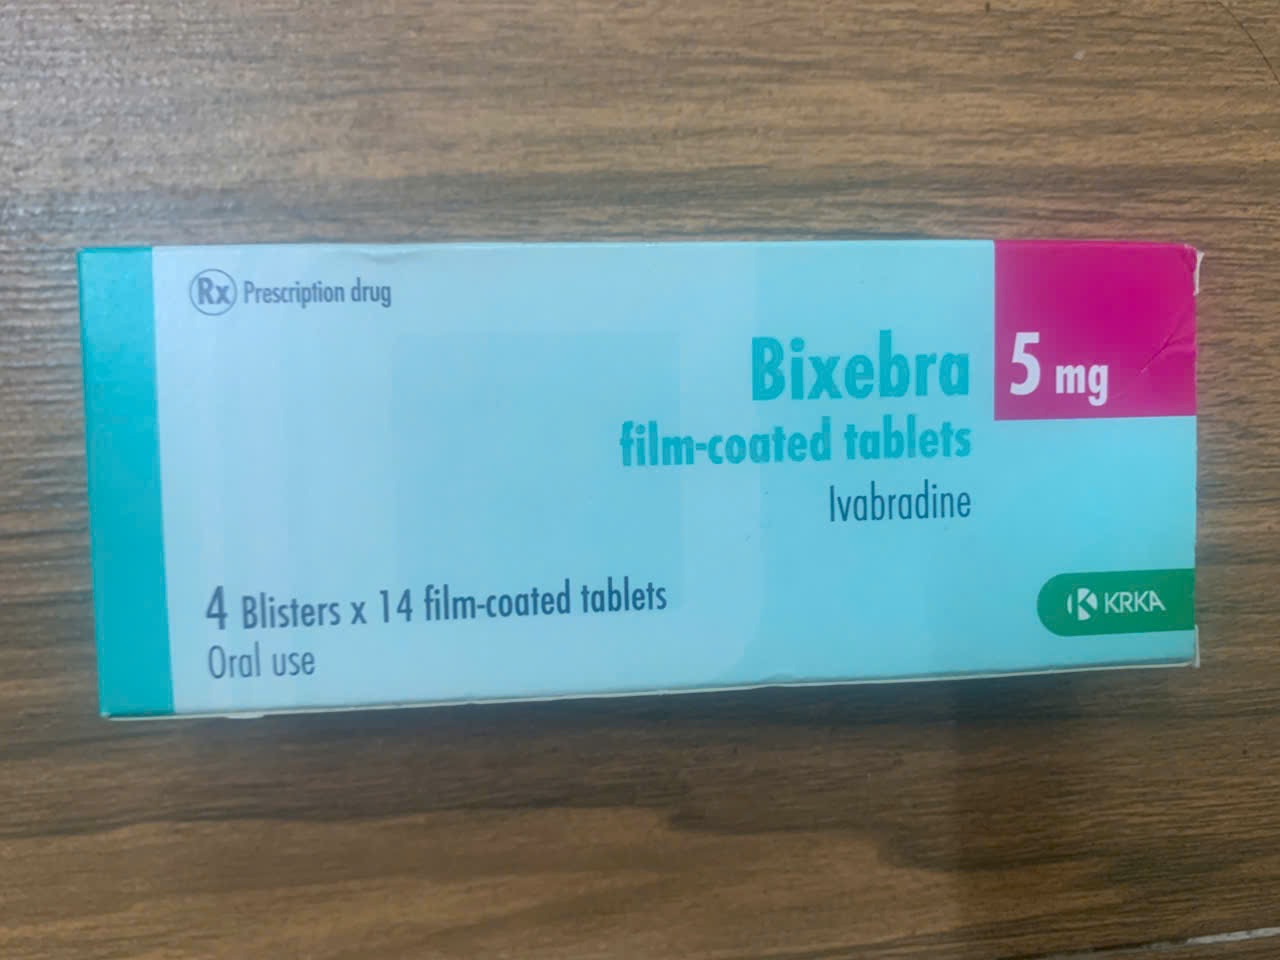 Rx Prescription drug
Bixebra 5 mg
film-coated tablets
Ivabradine
4 Blisters x 14 film-coated tablets
Oral use
KRKA